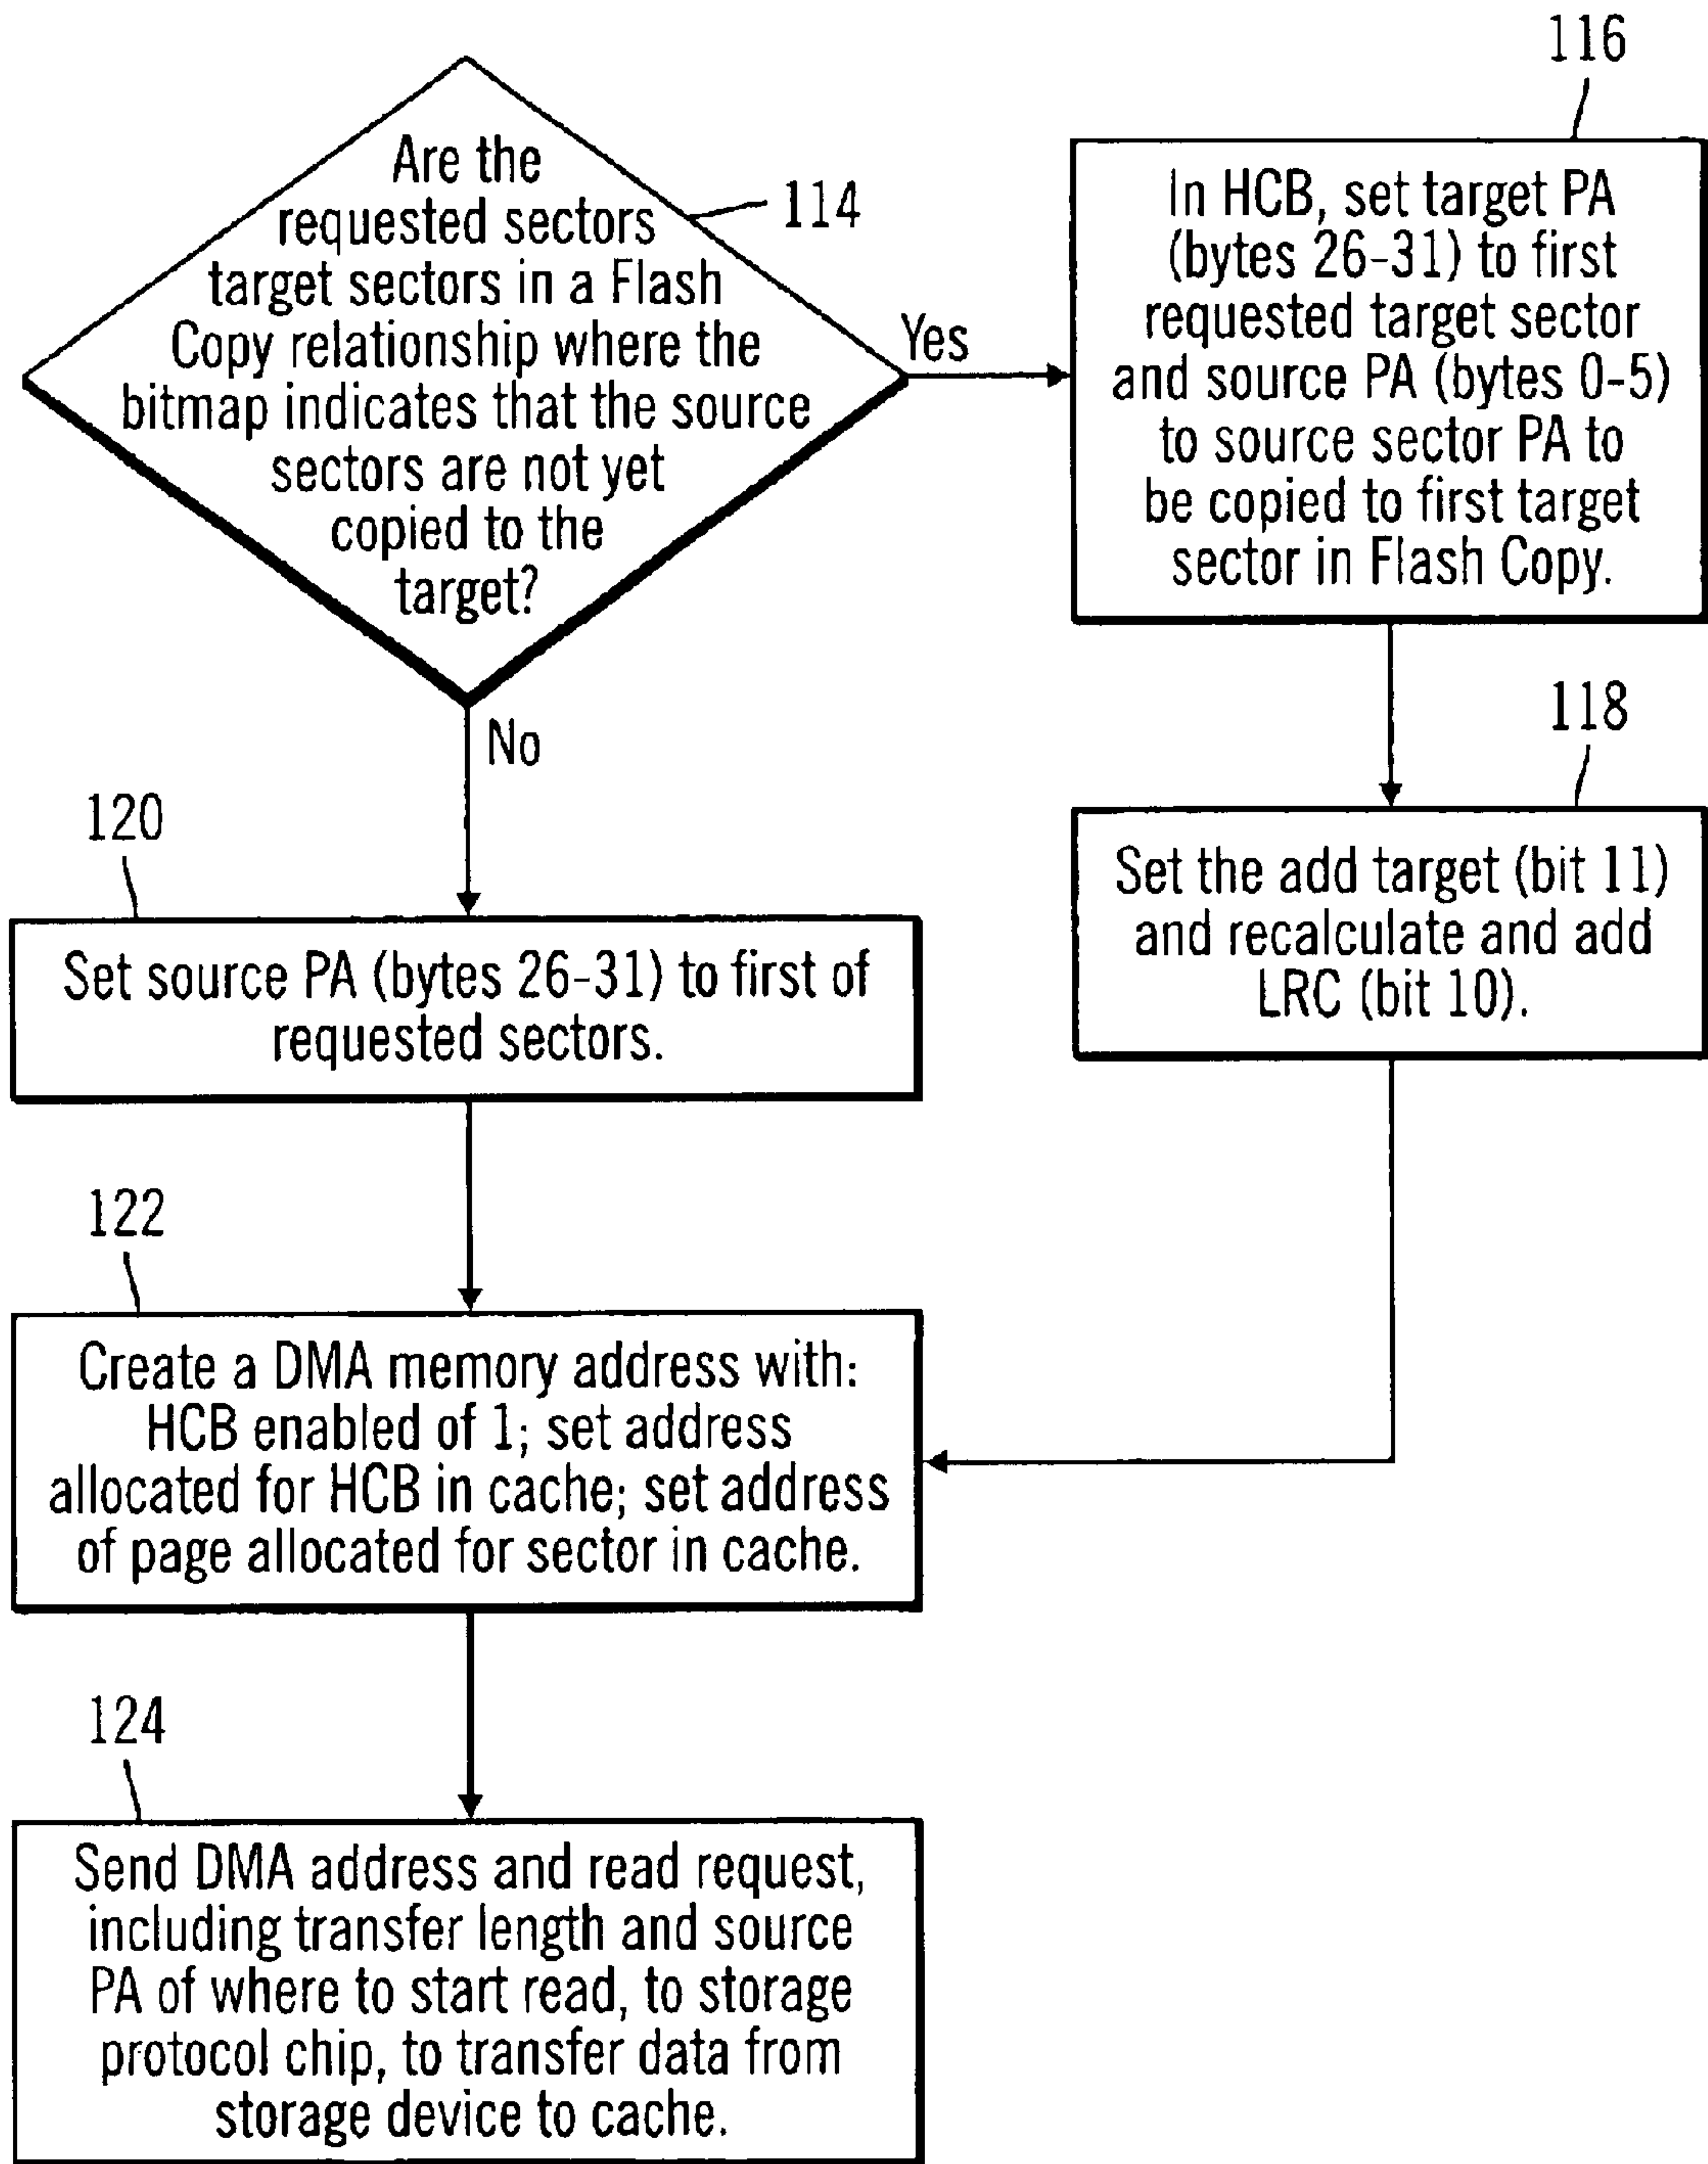 Are the
requested sectors
target sectors in a Flash
Copy relationship where the
bitmap indicates that the source
sectors are not yet
copied to the
target?
114
Yes
116
In HCB, set target PA
(bytes 26-31) to first
requested target sector
and source PA (bytes 0-5)
to source sector PA to
be copied to first target
sector in Flash Copy.
118
Set the add target (bit 11)
and recalculate and add
LRC (bit 10).
No
120
Set source PA (bytes 26-31) to first of
requested sectors.
122
Create a DMA memory address with:
HCB enabled of 1; set address
allocated for HCB in cache; set address
of page allocated for sector in cache.
124
Send DMA address and read request,
including transfer length and source
PA of where to start read, to storage
protocol chip, to transfer data from
storage device to cache.